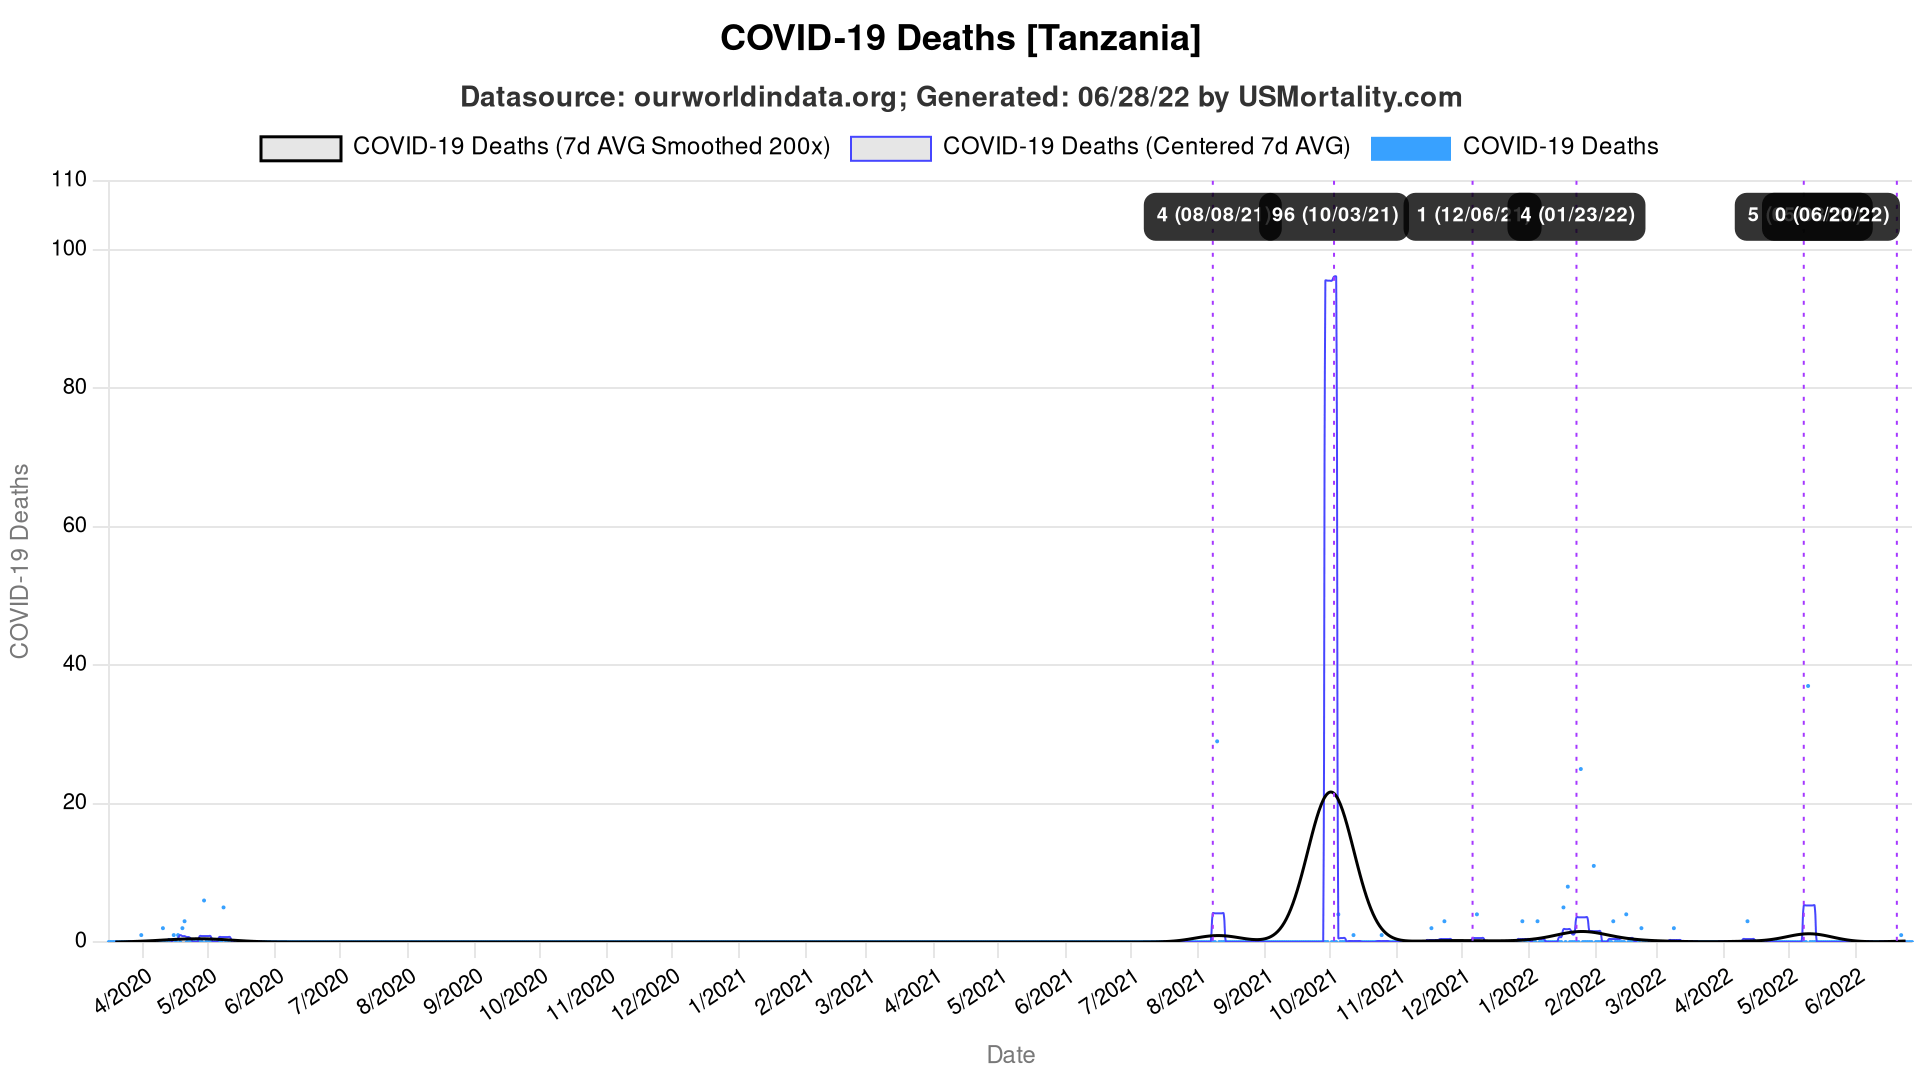 COVID-19 Deaths [Tanzania]
Datasource: ourworldindata.org; Generated: 06/28/22 by USMortality.com
COVID-19 Deaths (7d AVG Smoothed 200x) COVID-19 Deaths (Centered 7d AVG) COVID-19 Deaths
110
4 (08/08/21) 96 (10/03/21) 1 (12/06/21 4 (01/23/22) 5 0 (06/20/22)
100
80
60
40
20
0
COVID-19 Deaths
4/2020 5/2020 6/2020 7/2020 8/2020 9/2020 10/2020 11/2020 12/2020 1/2021 2/2021 3/2021 4/2021 5/2021 6/2021 7/2021 8/2021 9/2021 10/2021 11/2021 12/2021 1/2022 2/2022 3/2022 4/2022 5/2022 6/2022
Date